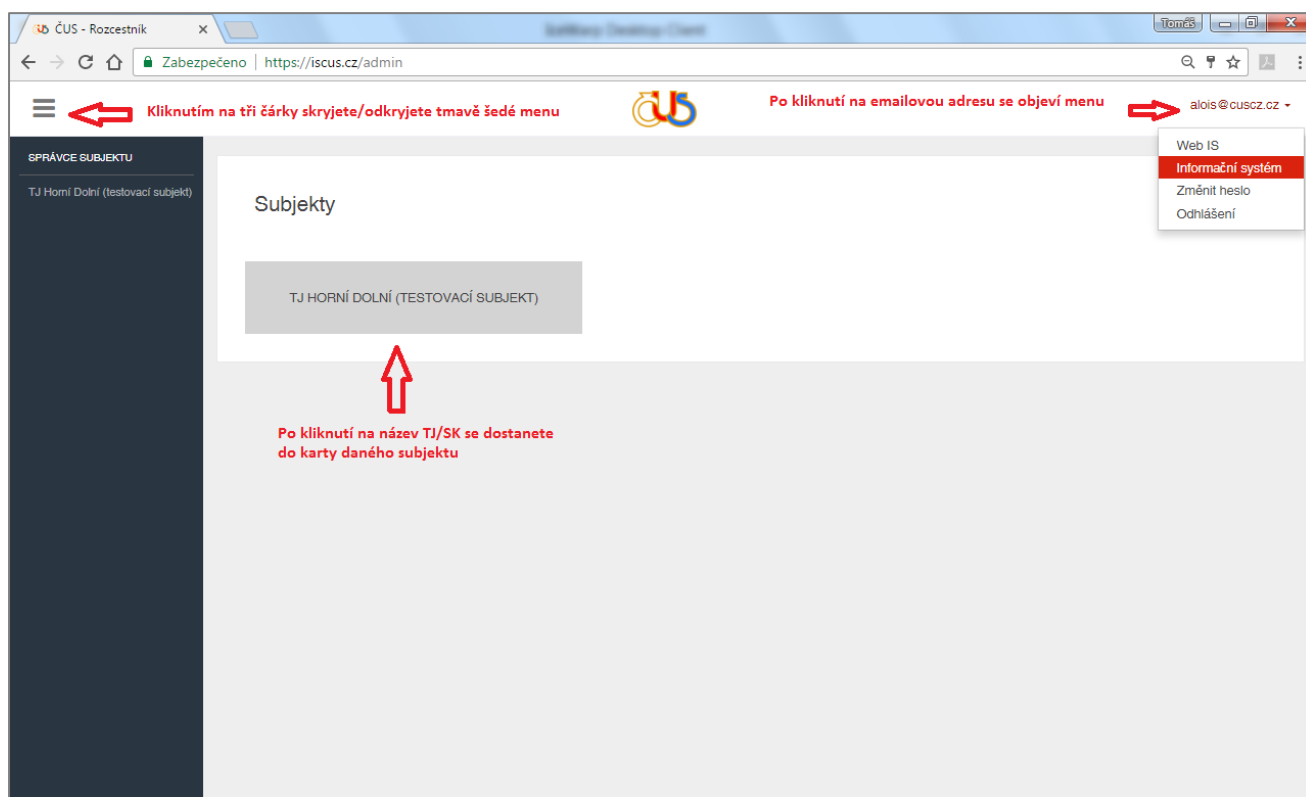 ČUS - Rozcestník
Tomáš
Zabezpečeno | https://iscus.cz/admin
Kliknutím na tři čárky skryjete/odkryjete tmavě šedé menu
ČUS
Po kliknutí na emailovou adresu se objeví menu
alois@cuscz.cz
Web IS
Informační systém
Změnit heslo
Odhlášení
SPRÁVCE SUBJEKTU
TJ Horní Dolní (testovací subjekt)
Subjekty
TJ HORNÍ DOLNÍ (TESTOVACÍ SUBJEKT)
Po kliknutí na název TJ/SK se dostanete
do karty daného subjektu